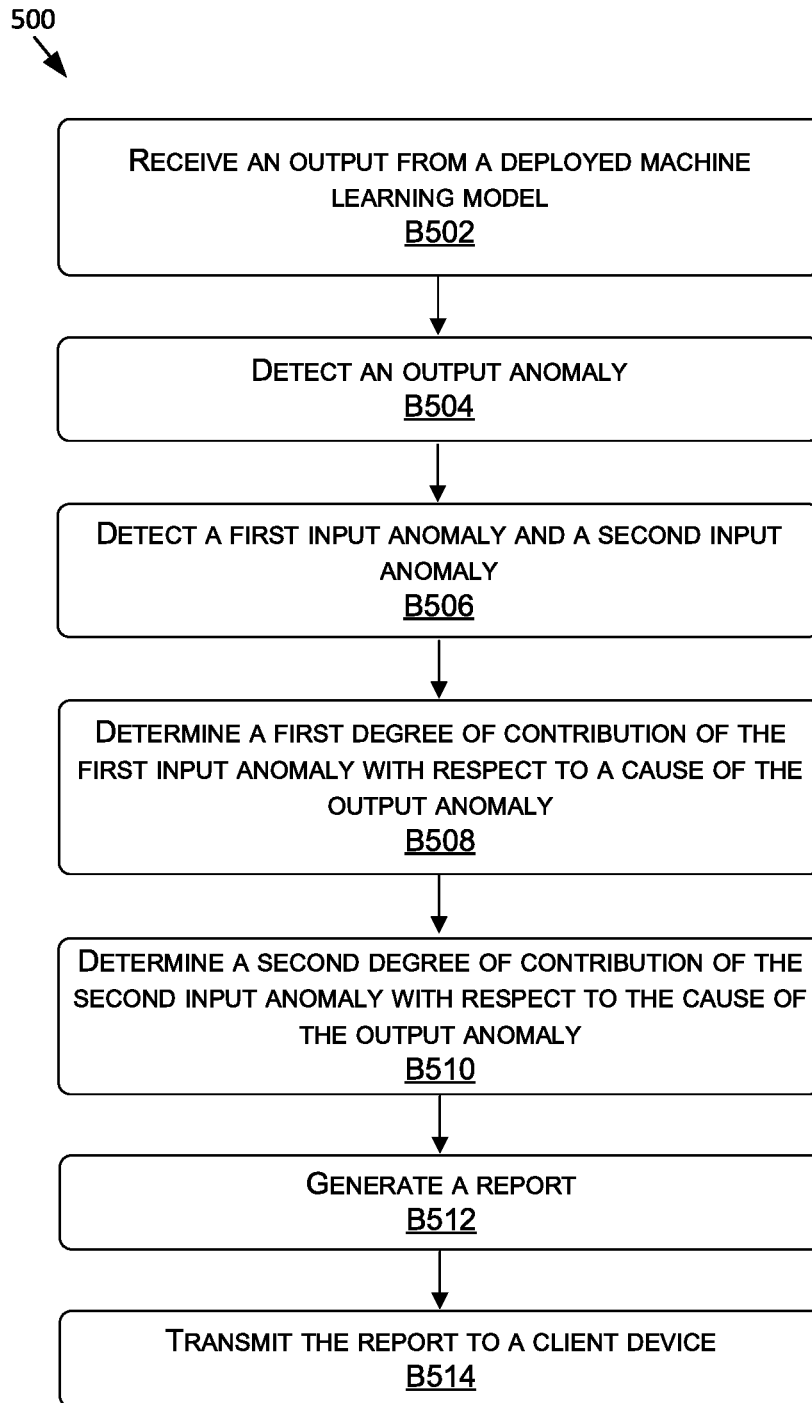 500
RECEIVE AN OUTPUT FROM A DEPLOYED MACHINE
LEARNING MODEL
B502
DETECT AN OUTPUT ANOMALY
B504
DETECT A FIRST INPUT ANOMALY AND A SECOND INPUT
ANOMALY
B506
DETERMINE A FIRST DEGREE OF CONTRIBUTION OF THE
FIRST INPUT ANOMALY WITH RESPECT TO A CAUSE OF THE
OUTPUT ANOMALY
B508
DETERMINE A SECOND DEGREE OF CONTRIBUTION OF THE
SECOND INPUT ANOMALY WITH RESPECT TO THE CAUSE OF
THE OUTPUT ANOMALY
B510
GENERATE A REPORT
B512
TRANSMIT THE REPORT TO A CLIENT DEVICE
B514